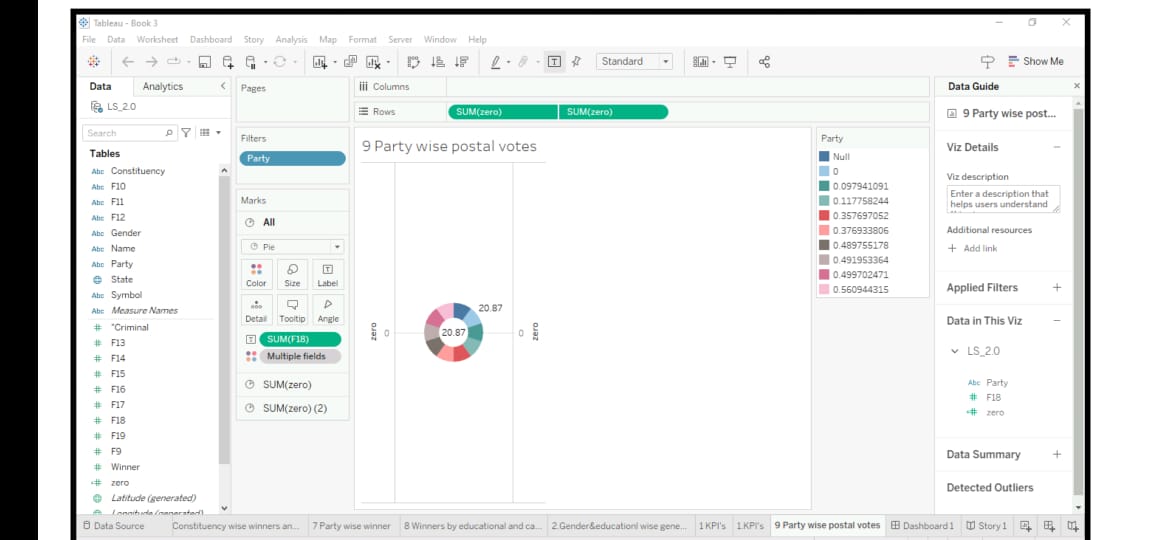 Tableau - Book 3
File Data Worksheet Dashboard Story Analysis Map Format Server Window Help
Standard
Show Me
Data Analytics
LS_2.0
Search
Tables
Abc Constituency
Abc F10
Abc F11
Abc F12
Abc Gender
Abc Name
Abc Party
State
Abc Symbol
Abc Measure Names
# "Criminal
# F13
# F14
# F15
# F16
# F17
# F18
# F19
# F9
# Winner
# zero
Latitude (generated)
Longitude (generated)
Pages
Filters
Party
Marks
All
Pie
Color Size Label
Detail Tooltip Angle
SUM(F18)
Multiple fields
SUM(zero)
SUM(zero) (2)
Columns
Rows SUM(zero) SUM(zero)
9 Party wise postal votes
20.87
zero 0 20.87 0 zero
Party
Null
0
0.097941091
0.117758244
0.357697052
0.376933806
0.489755178
0.491953364
0.499702471
0.560944315
Data Guide
9 Party wise post...
Viz Details
Viz description
Enter a description that
helps users understand
Additional resources
+ Add link
Applied Filters +
Data in This Viz
LS_2.0
Abc Party
# F18
# zero
Data Summary +
Detected Outliers
Data Source Constituency wise winners an... 7 Party wise winner 8 Winners by educational and ca... 2.Gender&educationl wise gene... 1 KPI's 1.KPI's 9 Party wise postal votes Dashboard 1 Story 1